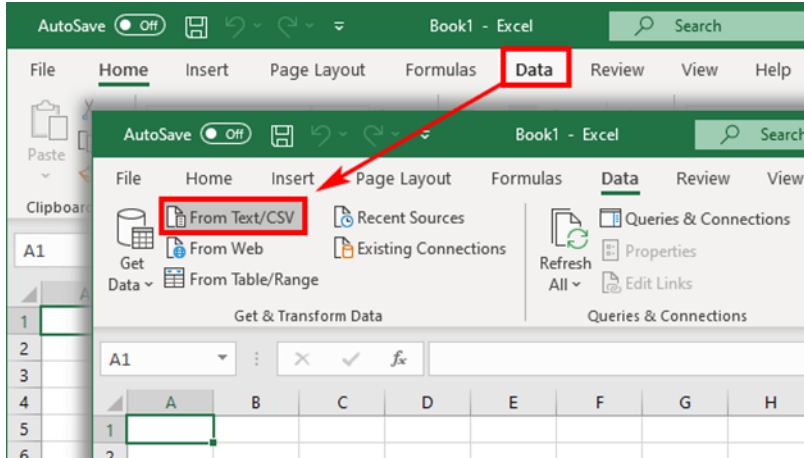 AutoSave Off Book1 - Excel Search
File Home Insert Page Layout Formulas Data Review View Help
Paste
Clipboar
A1
1
2
3
4
5
6
AutoSave Off Book1 - Excel Search
File Home Insert Page Layout Formulas Data Review View
Get Data
From Text/CSV
From Web
From Table/Range
Recent Sources
Existing Connections
Get & Transform Data
Refresh All
Queries & Connections
Properties
Edit Links
Queries & Connections
A1 fx
A B C D E F G H
1
2